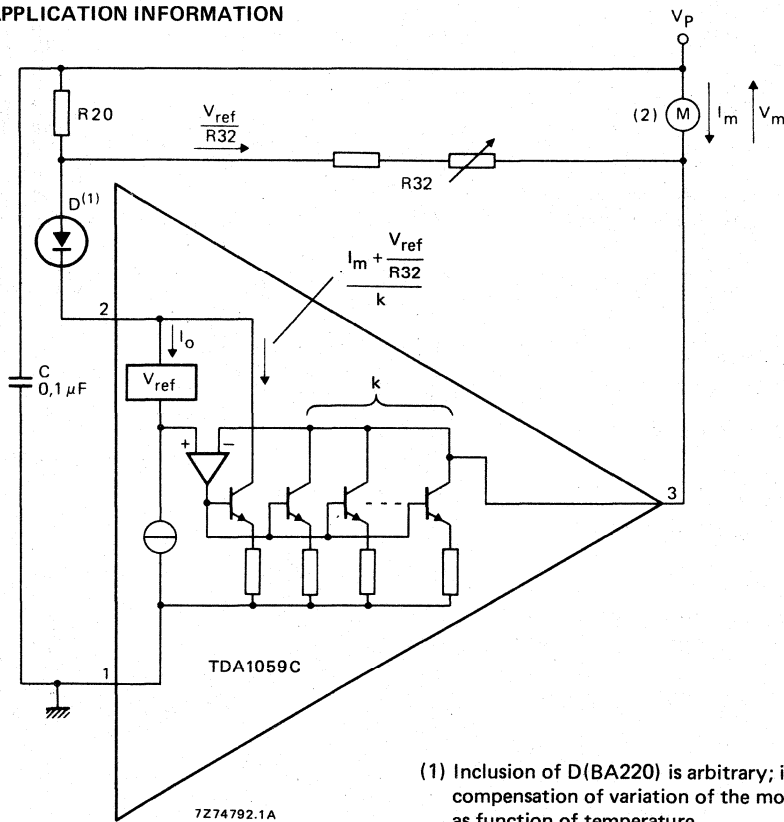 APPLICATION INFORMATION
V_P
R20
V_ref
R32
(2) M I_m V_m
R32
D(1)
I_m + V_ref
R32
k
2
I_o
V_ref
C
0,1 μF
k
+ −
3
1
TDA1059C
7Z74792.1A
(1) Inclusion of D(BA220) is arbitrary; i
compensation of variation of the mo
as function of temperature